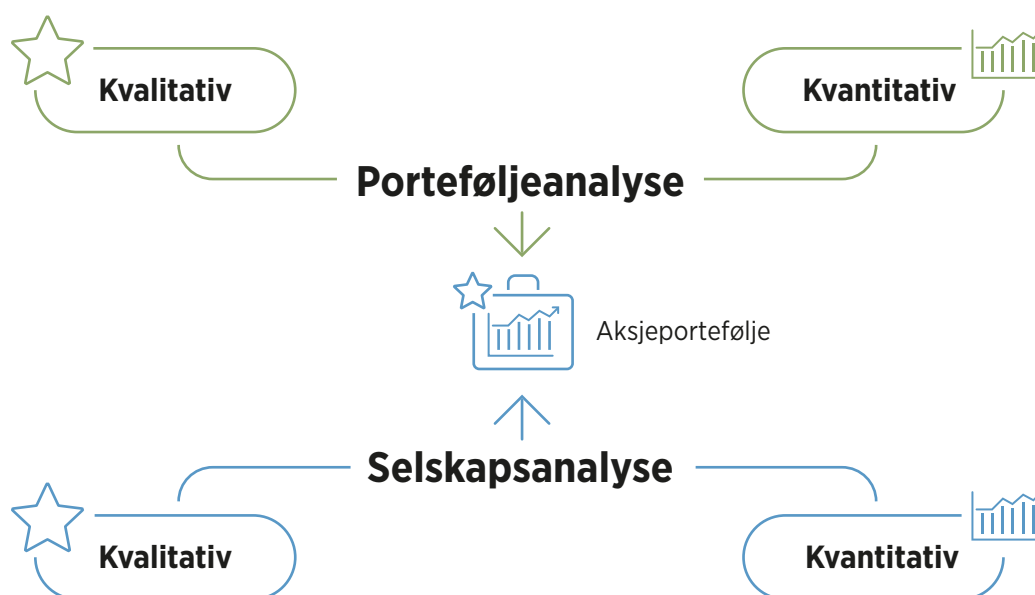 Kvalitativ
Kvantitativ
Porteføljeanalyse
Aksjeportefølje
Selskapsanalyse
Kvalitativ
Kvantitativ